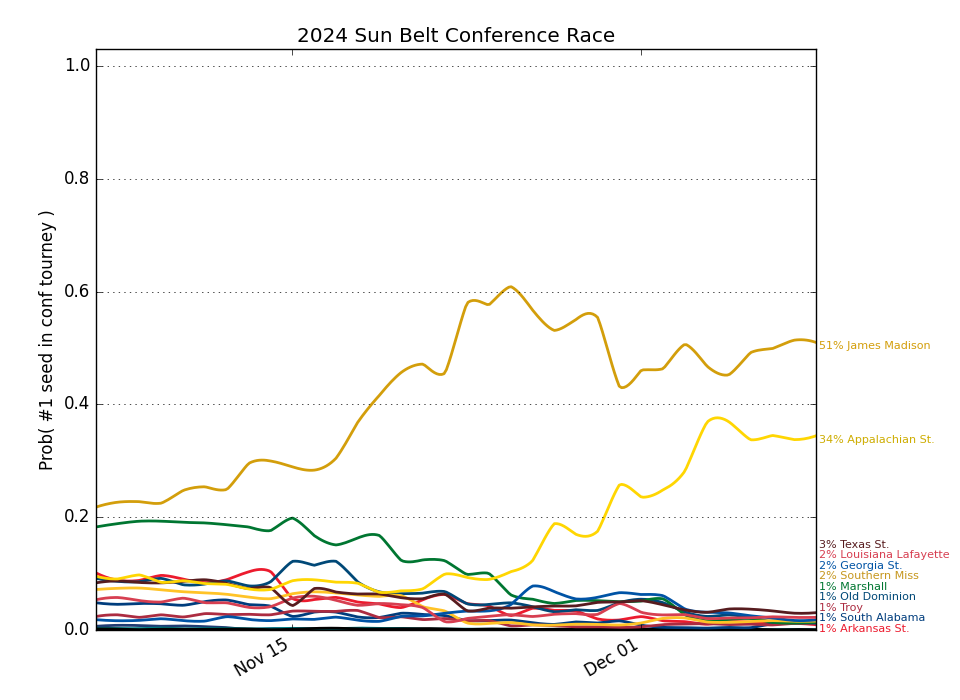 2024 Sun Belt Conference Race
Prob( #1 seed in conf tourney )
1.0
0.8
0.6
0.4
0.2
0.0
Nov 15
Dec 01
51% James Madison
34% Appalachian St.
3% Texas St.
2% Louisiana Lafayette
2% Georgia St.
2% Southern Miss
1% Marshall
1% Old Dominion
1% Troy
1% South Alabama
1% Arkansas St.